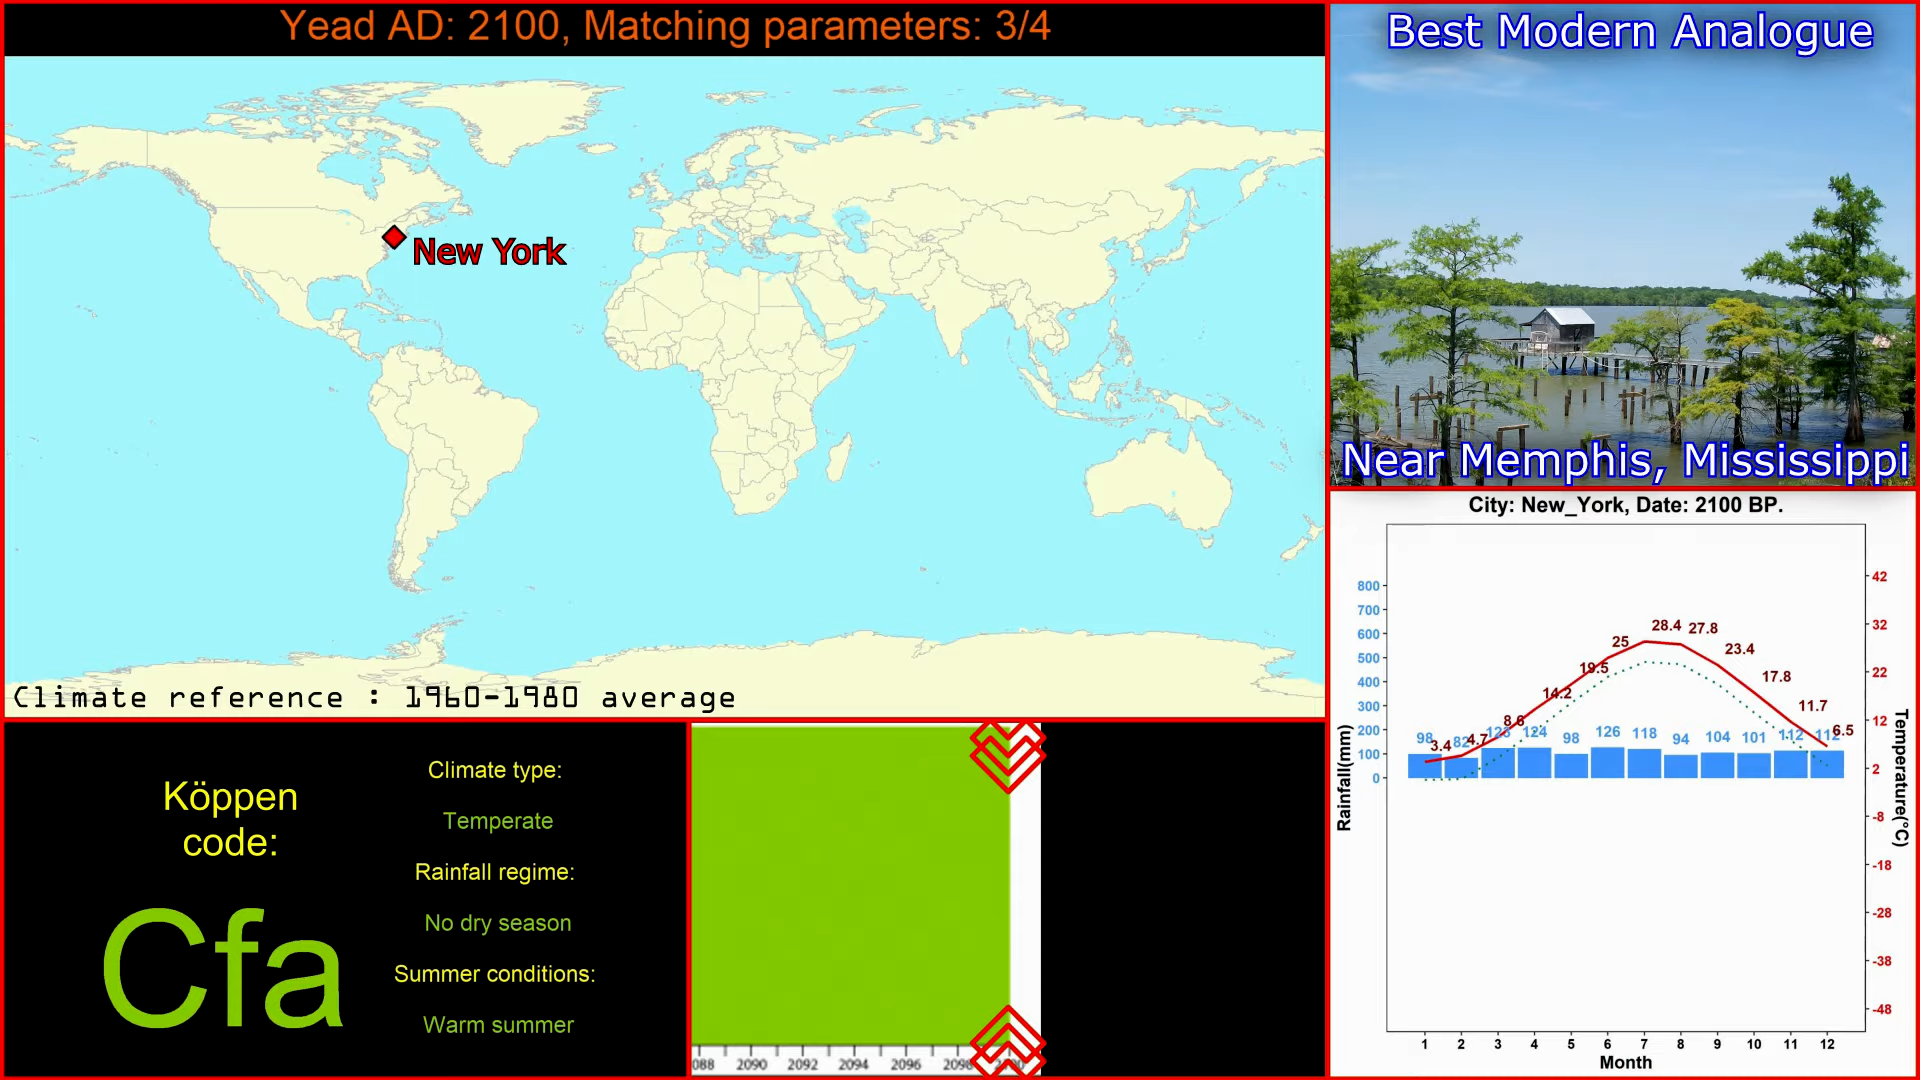 Yead AD: 2100, Matching parameters: 3/4
New York
Climate reference : 1960-1980 average
Best Modern Analogue
Near Memphis, Mississippi
Köppen
code:
Cfa
Climate type:
Temperate
Rainfall regime:
No dry season
Summer conditions:
Warm summer
2090 2092 2094 2096
City: New_York, Date: 2100 BP.
Rainfall(mm)
800
700
600
500
400
300
200
100
0
3.4 4.7 8.6 14.2 19.5 25 28.4 27.8 23.4 17.8 11.7 6.5
98 82 124 98 126 118 94 104 101 112 112
42
32
22
12
2
-8
-18
-28
-38
-48
Temperature(°C)
1 2 3 4 5 6 7 8 9 10 11 12
Month